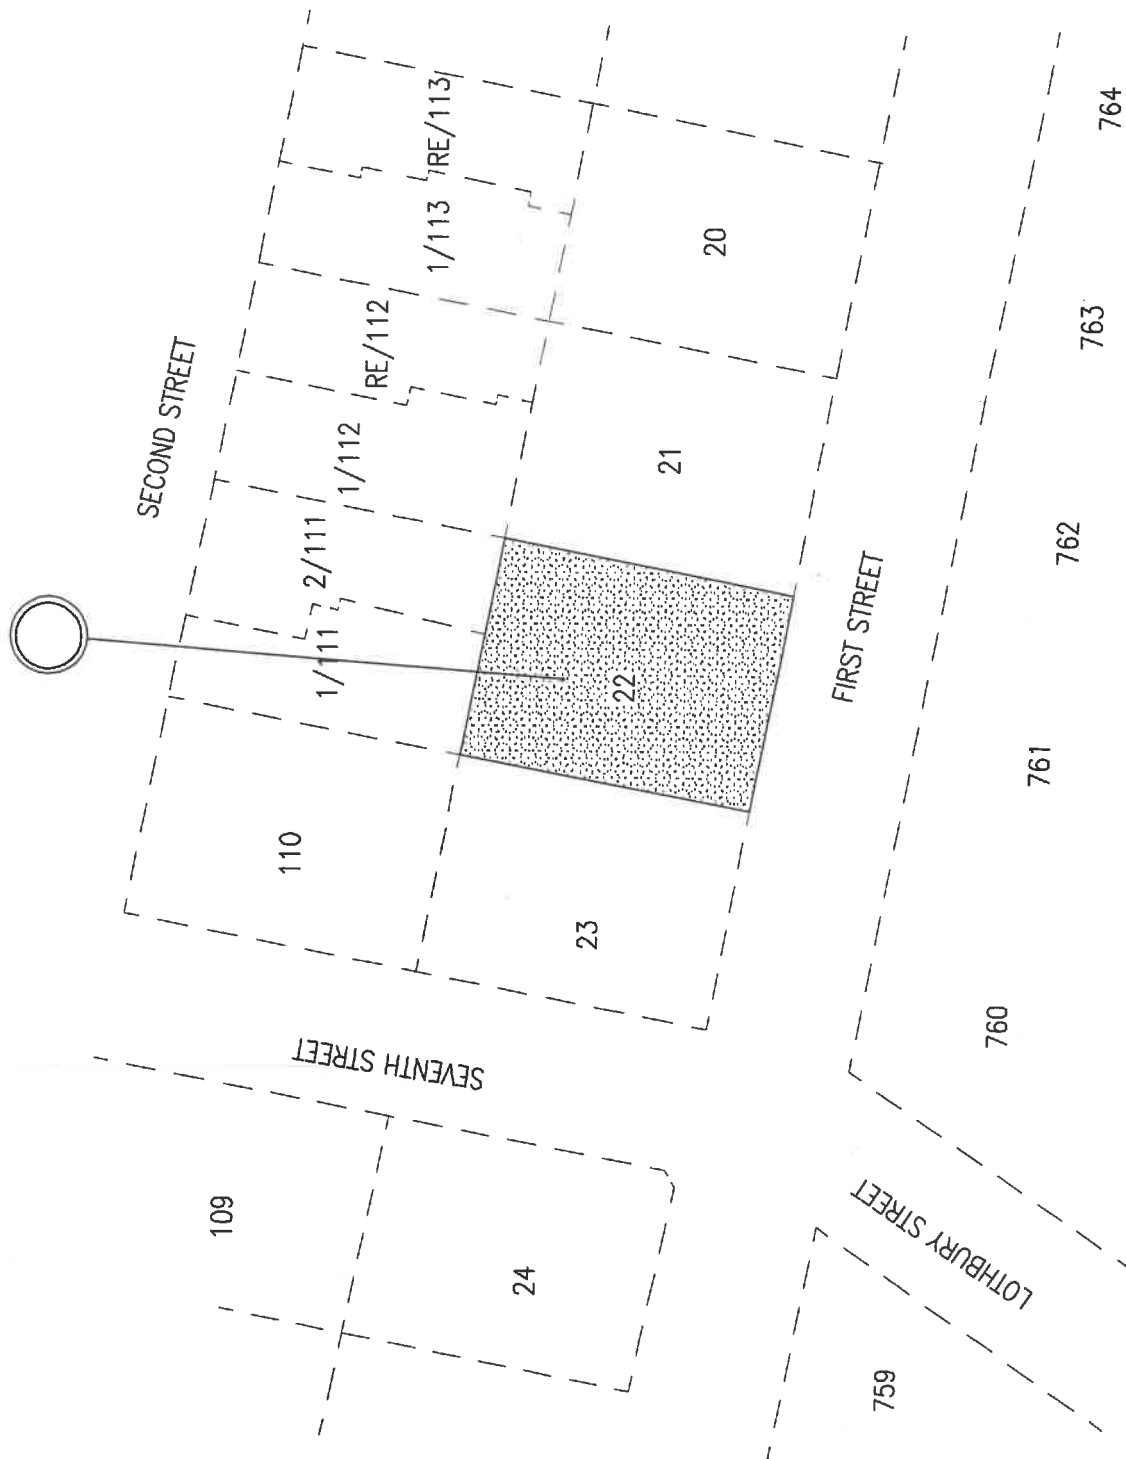 SECOND STREET
RE/113
1/113
RE/112
1/112
2/111
1/111
110
20
21
22
23
SEVENTH STREET
FIRST STREET
109
24
LOTHBURY STREET
759
760
761
762
763
764